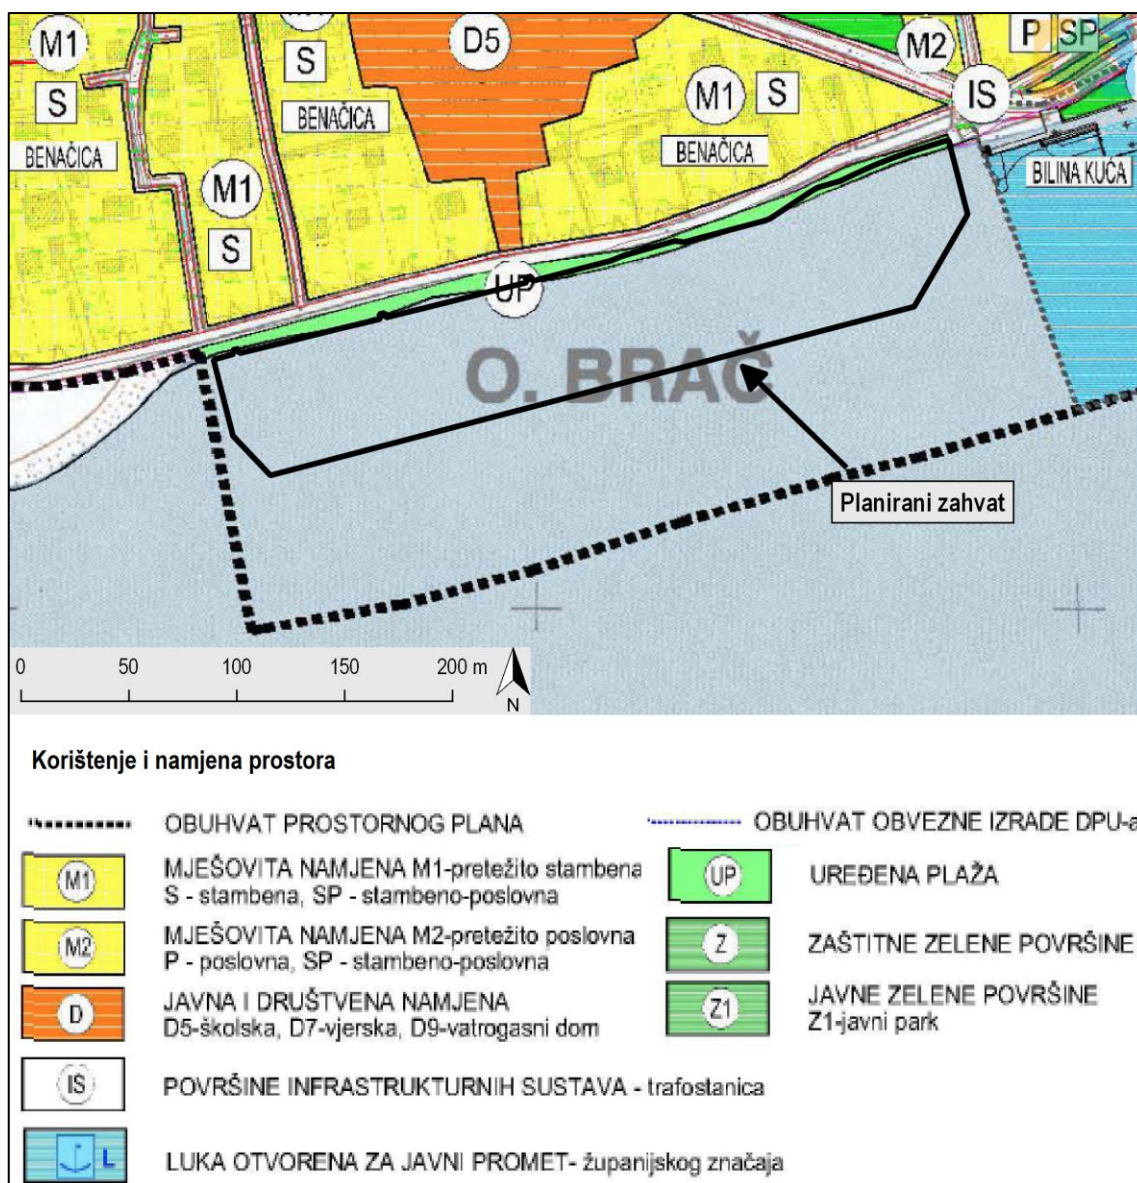 M1
S
BENAČICA
M1
S
S
BENAČICA
D5
M1
S
BENAČICA
M2
P
SP
IS
BILINA KUĆA
UP
O. BRAČ
Planirani zahvat
0 50 100 150 200 m
N
Korištenje i namjena prostora
OBUHVAT PROSTORNOG PLANA
OBUHVAT OBVEZNE IZRADE DPU-a
M1
MJEŠOVITA NAMJENA M1-pretežito stambena
S - stambena, SP - stambeno-poslovna
UP
UREĐENA PLAŽA
M2
MJEŠOVITA NAMJENA M2-pretežito poslovna
P - poslovna, SP - stambeno-poslovna
Z
ZAŠTITNE ZELENE POVRŠINE
D
JAVNA I DRUŠTVENA NAMJENA
D5-školska, D7-vjerska, D9-vatrogasni dom
Z1
JAVNE ZELENE POVRŠINE
Z1-javni park
IS
POVRŠINE INFRASTRUKTURNIH SUSTAVA - trafostanica
L
LUKA OTVORENA ZA JAVNI PROMET- županijskog značaja